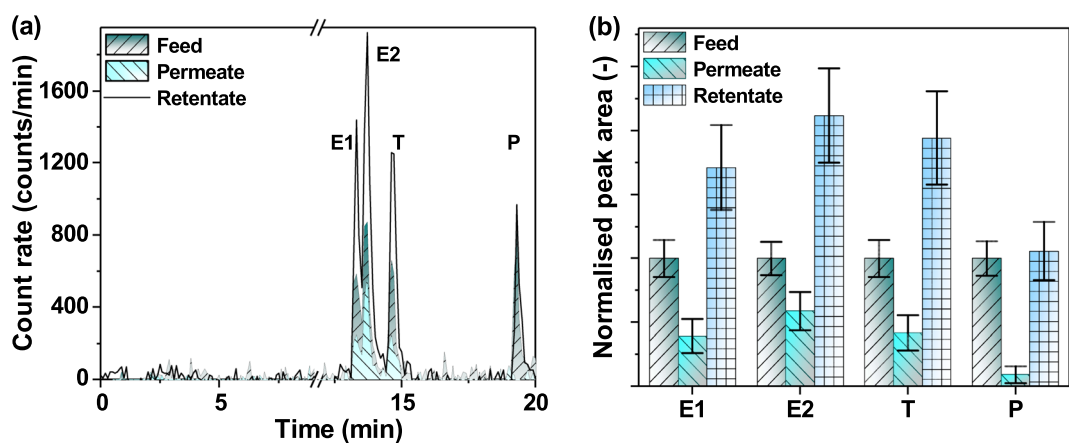 (a)
Feed
Permeate
Retentate
E1
E2
T
P
Count rate (counts/min)
1600
1200
800
400
0
0
5
15
20
Time (min)
(b)
Feed
Permeate
Retentate
Normalised peak area (-)
E1
E2
T
P